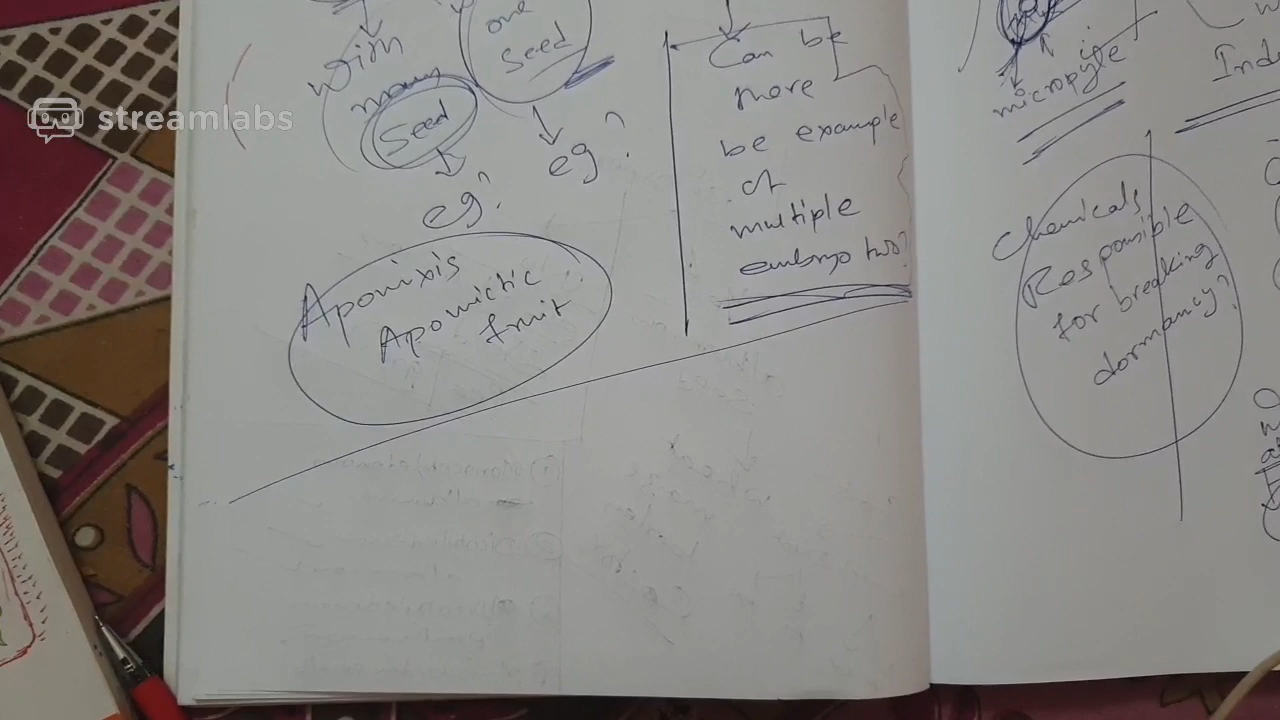 streamlabs
with
many
seed
eg?
one
seed
eg?
Apomixis
Apomictic
fruit
Can be
more
be example
of
multiple
embryo two?
micropyle
Chemicals
Responsible
for breaking
dormancy?